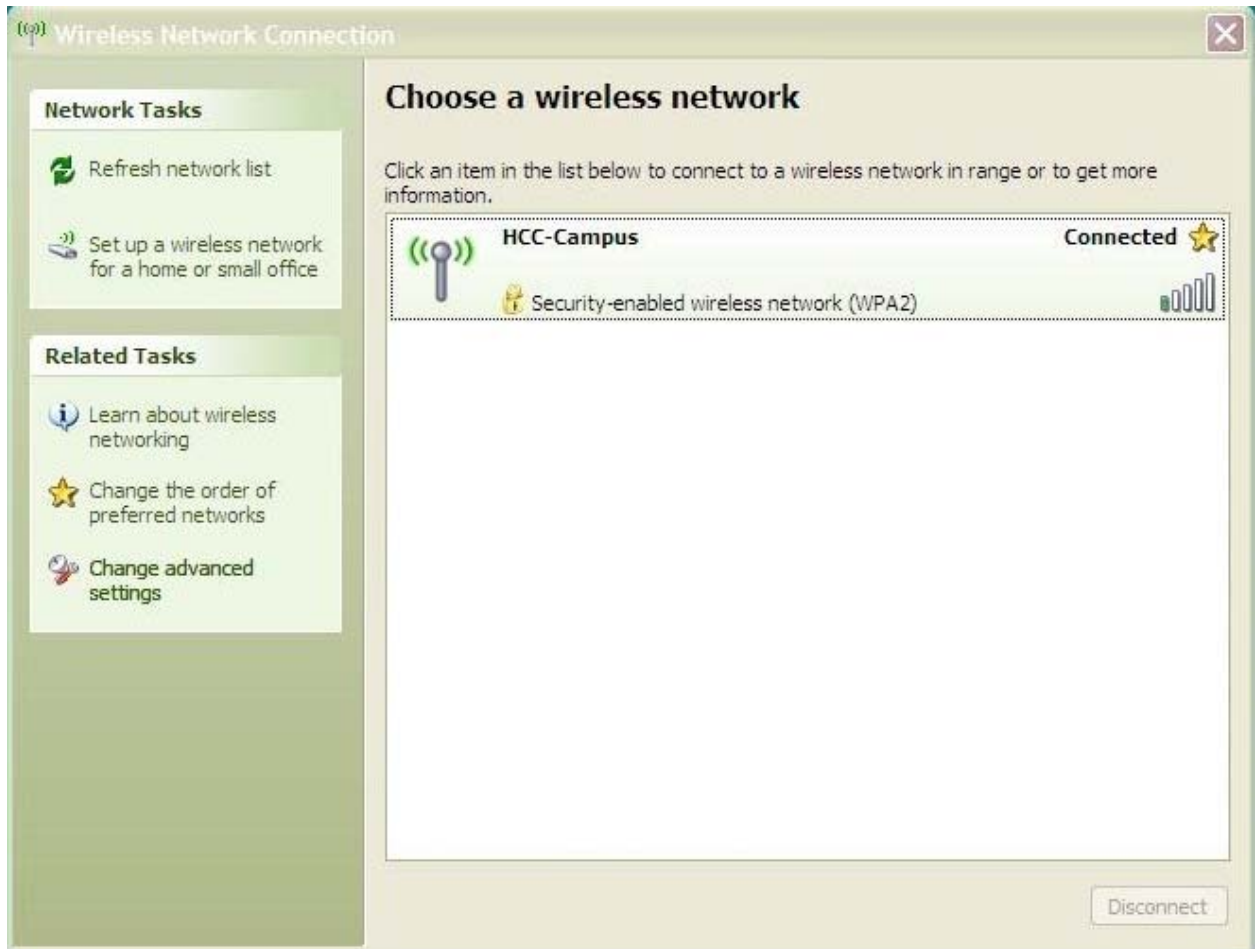 Wireless Network Connection
Network Tasks
Refresh network list
Set up a wireless network
for a home or small office
Related Tasks
Learn about wireless
networking
Change the order of
preferred networks
Change advanced
settings
Choose a wireless network
Click an item in the list below to connect to a wireless network in range or to get more
information.
HCC-Campus
Connected
Security-enabled wireless network (WPA2)
Disconnect